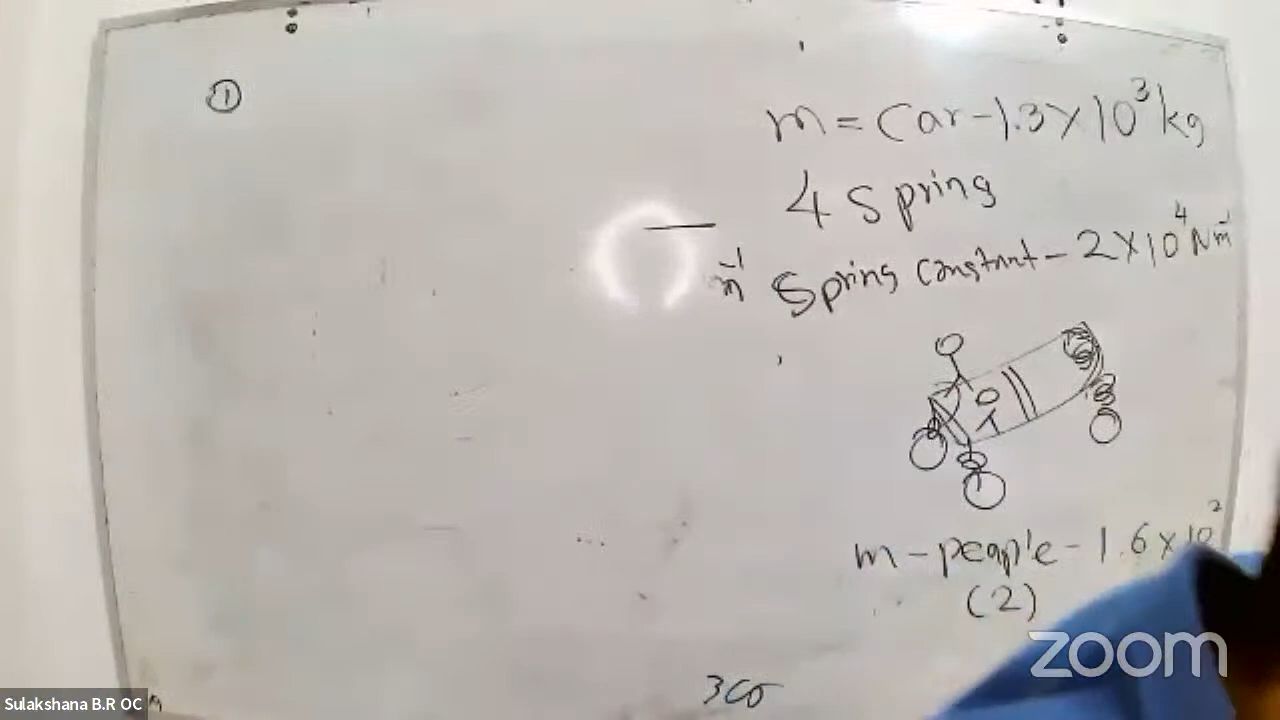 ①
m = Car - 1.3 × 10³ kg
4 Spring
Spring constant - 2 × 10⁴ Nm⁻¹
m⁻¹
m - people - 1.6 × 10²
(2)
zoom
Sulakshana B.R OC